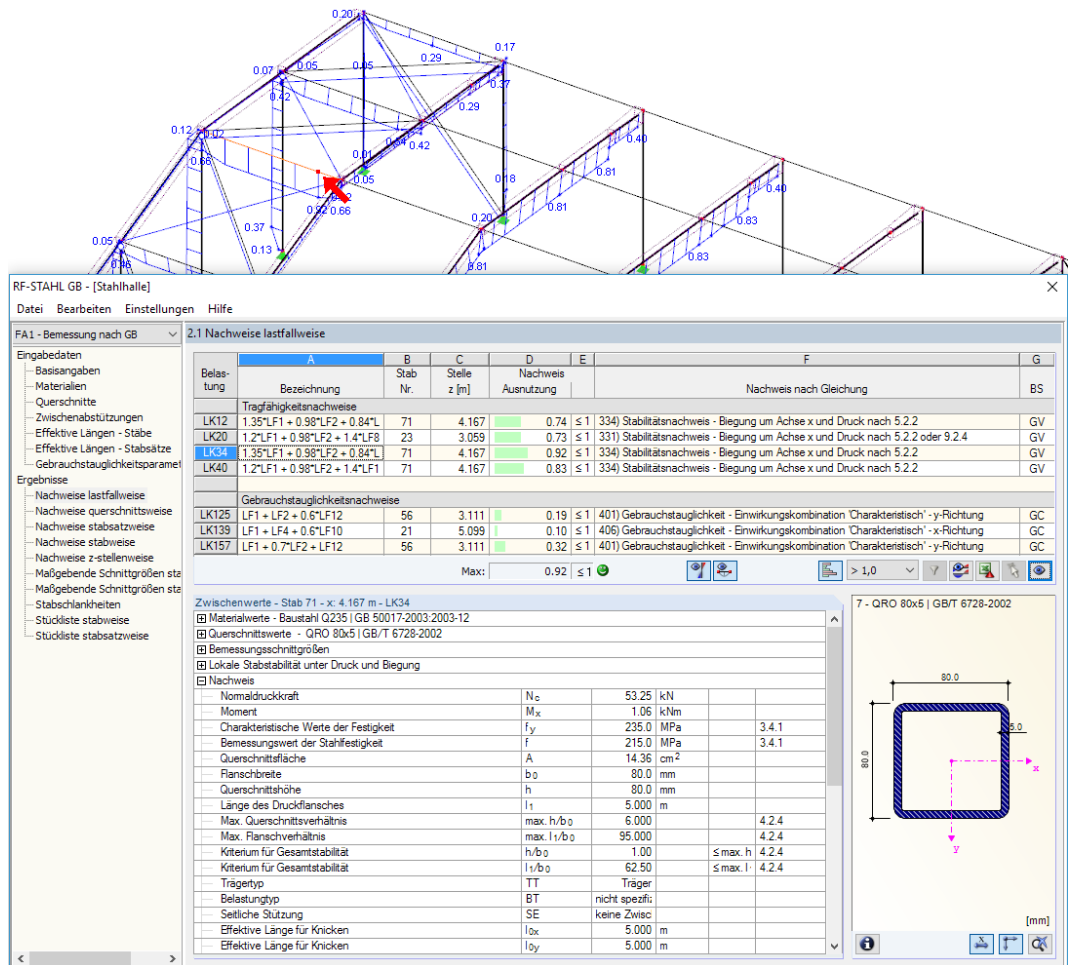 0.20
0.17
0.29
0.07
0.05
0.05
0.37
0.42
0.29
0.12
0.02
0.40
0.42
0.66
0.01
0.05
0.81
0.18
0.40
0.92 0.66
0.81
0.20
0.37
0.83
0.05
0.13
0.83
0.81
RF-STAHL GB - [Stahlhalle]
Datei Bearbeiten Einstellungen Hilfe
FA1 - Bemessung nach GB
2.1 Nachweise lastfallweise
Eingabedaten
Basisangaben
Materialien
Querschnitte
Zwischenabstützungen
Effektive Längen - Stäbe
Effektive Längen - Stabsätze
Gebrauchstauglichkeitsparamet
Ergebnisse
Nachweise lastfallweise
Nachweise querschnittsweise
Nachweise stabsatzweise
Nachweise stabweise
Nachweise z-stellenweise
Maßgebende Schnittgrößen sta
Maßgebende Schnittgrößen sta
Stabschlankheiten
Stückliste stabweise
Stückliste stabsatzweise
A B C D E F G
Belas- Stab Stelle Nachweis
tung Bezeichnung Nr. z [m] Ausnutzung Nachweis nach Gleichung BS
Tragfähigkeitsnachweise
LK12 1.35*LF1 + 0.98*LF2 + 0.84*L 71 4.167 0.74 ≤ 1 334) Stabilitätsnachweis - Biegung um Achse x und Druck nach 5.2.2 GV
LK20 1.2*LF1 + 0.98*LF2 + 1.4*LF8 23 3.059 0.73 ≤ 1 331) Stabilitätsnachweis - Biegung um Achse x und Druck nach 5.2.2 oder 9.2.4 GV
LK34 1.35*LF1 + 0.98*LF2 + 0.84*L 71 4.167 0.92 ≤ 1 334) Stabilitätsnachweis - Biegung um Achse x und Druck nach 5.2.2 GV
LK40 1.2*LF1 + 0.98*LF2 + 1.4*LF1 71 4.167 0.83 ≤ 1 334) Stabilitätsnachweis - Biegung um Achse x und Druck nach 5.2.2 GV
Gebrauchstauglichkeitsnachweise
LK125 LF1 + LF2 + 0.6*LF12 56 3.111 0.19 ≤ 1 401) Gebrauchstauglichkeit - Einwirkungskombination 'Charakteristisch' - y-Richtung GC
LK139 LF1 + LF4 + 0.6*LF10 21 5.099 0.10 ≤ 1 406) Gebrauchstauglichkeit - Einwirkungskombination 'Charakteristisch' - x-Richtung GC
LK157 LF1 + 0.7*LF2 + LF12 56 3.111 0.32 ≤ 1 401) Gebrauchstauglichkeit - Einwirkungskombination 'Charakteristisch' - y-Richtung GC
Max: 0.92 ≤ 1
> 1,0
Zwischenwerte - Stab 71 - x: 4.167 m - LK34
Materialwerte - Baustahl Q235 | GB 50017-2003:2003-12
Querschnittswerte - QRO 80x5 | GB/T 6728-2002
Bemessungsschnittgrößen
Lokale Stabstabilität unter Druck und Biegung
Nachweis
Normaldruckkraft Nc 53.25 kN
Moment Mx 1.06 kNm
Charakteristische Werte der Festigkeit fy 235.0 MPa 3.4.1
Bemessungswert der Stahlfestigkeit f 215.0 MPa 3.4.1
Querschnittsfläche A 14.36 cm2
Flanschbreite b0 80.0 mm
Querschnittshöhe h 80.0 mm
Länge des Druckflansches l1 5.000 m
Max. Querschnittsverhältnis max. h/b0 6.000 4.2.4
Max. Flanschverhältnis max. l1/b0 95.000 4.2.4
Kriterium für Gesamtstabilität h/b0 1.00 ≤ max. h 4.2.4
Kriterium für Gesamtstabilität l1/b0 62.50 ≤ max. l 4.2.4
Trägertyp TT Träger
Belastungtyp BT nicht spezifiz
Seitliche Stützung SE keine Zwisc
Effektive Länge für Knicken l0x 5.000 m
Effektive Länge für Knicken l0y 5.000 m
7 - QRO 80x5 | GB/T 6728-2002
80.0
5.0
80.0
x
y
[mm]